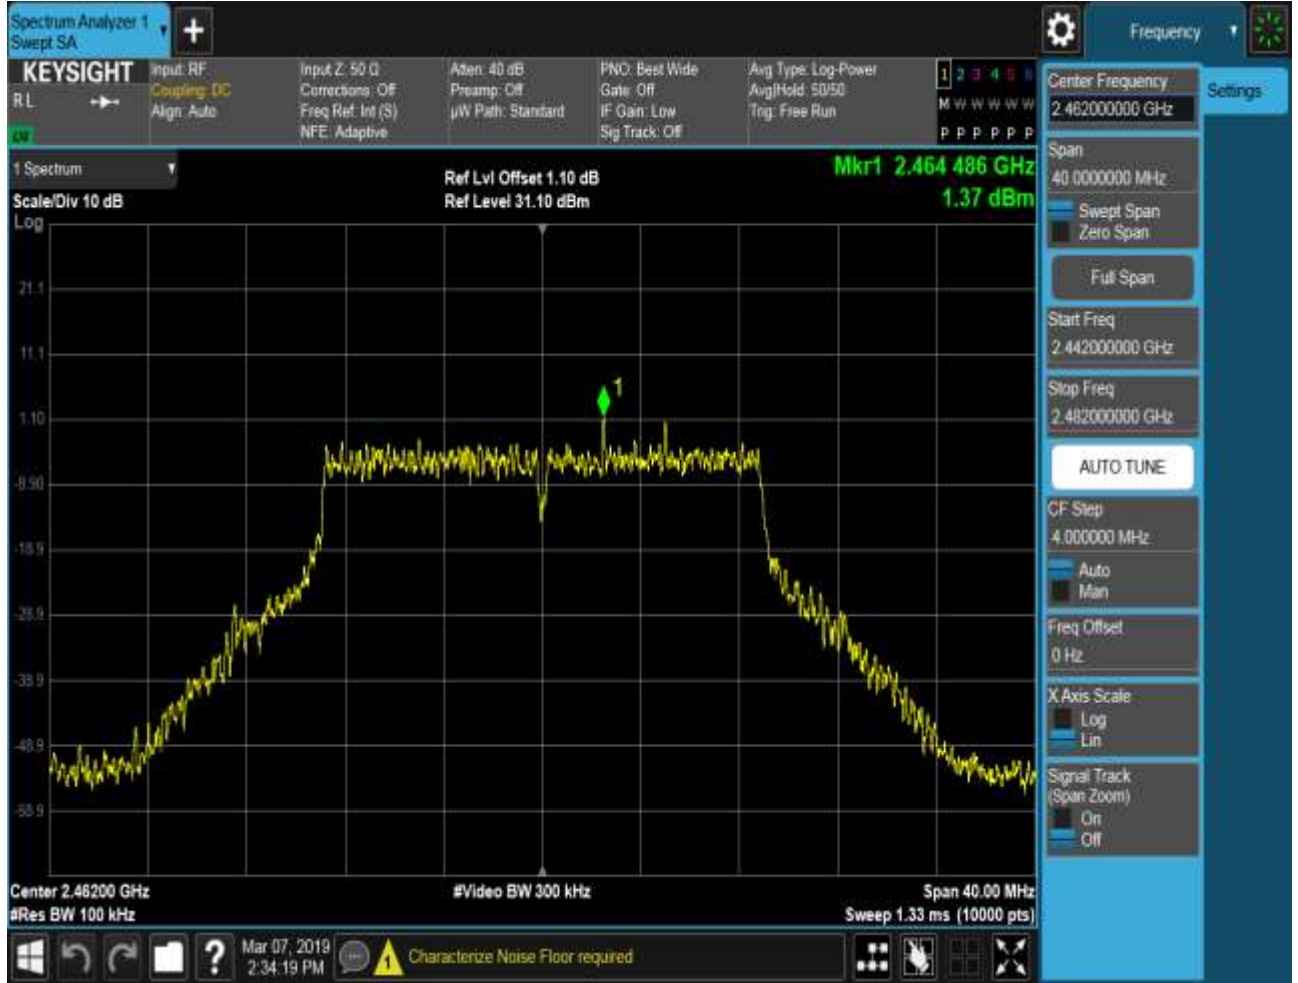 Spectrum Analyzer 1
Swept SA
+
Frequency
KEYSIGHT
RL
Input: RF
Coupling: DC
Align: Auto
Input Z: 50 Ω
Corrections: Off
Freq Ref: Int (S)
NFE: Adaptive
Atten: 40 dB
Preamp: Off
µW Path: Standard
PNO: Best Wide
Gate: Off
IF Gain: Low
Sig Track: Off
Avg Type: Log-Power
Avg|Hold: 50/50
Trig: Free Run
1 2 3 4 5 6
M W W W W W
P P P P P P
1 Spectrum
Scale/Div 10 dB
Log
Ref Lvl Offset 1.10 dB
Ref Level 31.10 dBm
Mkr1 2.464 486 GHz
1.37 dBm
21.1
11.1
1.10
-8.90
-18.9
-28.9
-38.9
-48.9
-58.9
1
Center 2.46200 GHz
#Res BW 100 kHz
#Video BW 300 kHz
Span 40.00 MHz
Sweep 1.33 ms (10000 pts)
Mar 07, 2019
2:34:19 PM
?
1
Characterize Noise Floor required
Settings
Center Frequency
2.462000000 GHz
Span
40.0000000 MHz
Swept Span
Zero Span
Full Span
Start Freq
2.442000000 GHz
Stop Freq
2.482000000 GHz
AUTO TUNE
CF Step
4.000000 MHz
Auto
Man
Freq Offset
0 Hz
X Axis Scale
Log
Lin
Signal Track
(Span Zoom)
On
Off